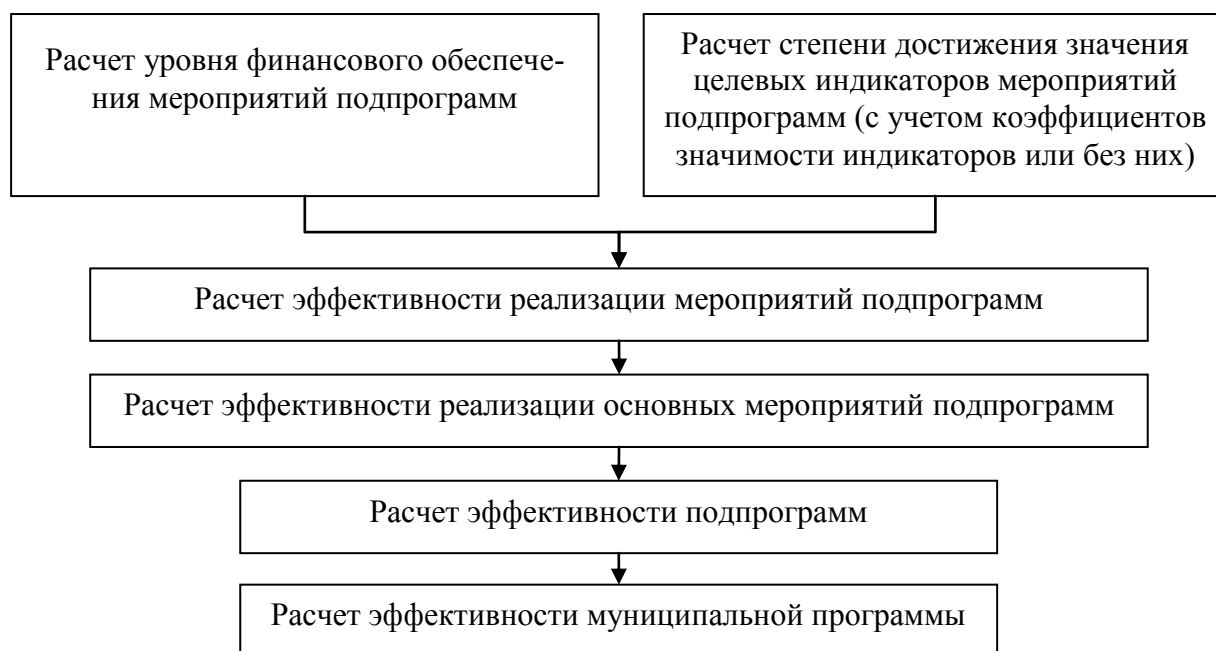 Расчет уровня финансового обеспече-
ния мероприятий подпрограмм
Расчет степени достижения значения
целевых индикаторов мероприятий
подпрограмм (с учетом коэффициентов
значимости индикаторов или без них)
Расчет эффективности реализации мероприятий подпрограмм
Расчет эффективности реализации основных мероприятий подпрограмм
Расчет эффективности подпрограмм
Расчет эффективности муниципальной программы